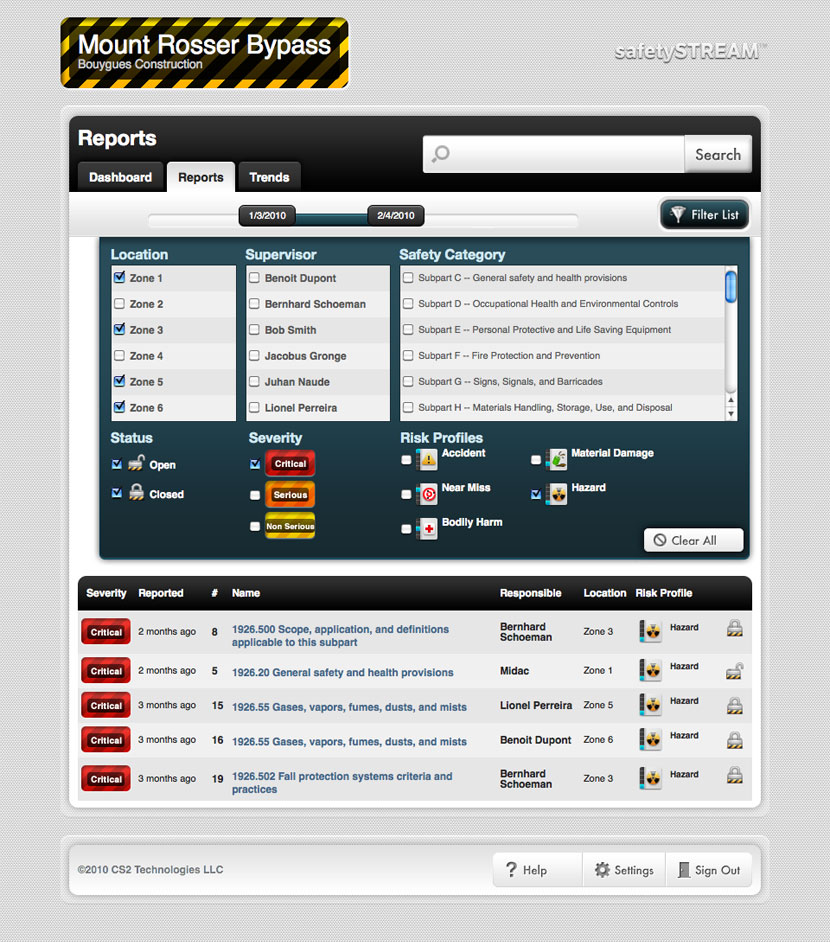 Mount Rosser Bypass
Bouygues Construction
safetySTREAM™
Reports
Search
Dashboard
Reports
Trends
1/3/2010
2/4/2010
Filter List
Location
Supervisor
Safety Category
Zone 1
Benoit Dupont
Subpart C -- General safety and health provisions
Zone 2
Bernhard Schoeman
Subpart D -- Occupational Health and Environmental Controls
Zone 3
Bob Smith
Subpart E -- Personal Protective and Life Saving Equipment
Zone 4
Jacobus Gronge
Subpart F -- Fire Protection and Prevention
Zone 5
Juhan Naude
Subpart G -- Signs, Signals, and Barricades
Zone 6
Lionel Perreira
Subpart H -- Materials Handling, Storage, Use, and Disposal
Status
Severity
Risk Profiles
Open
Critical
Accident
Material Damage
Closed
Serious
Near Miss
Hazard
Non Serious
Bodily Harm
Clear All
Severity Reported # Name Responsible Location Risk Profile
Critical 2 months ago 8 1926.500 Scope, application, and definitions
applicable to this subpart
Bernhard
Schoeman
Zone 3 Hazard
Critical 2 months ago 5 1926.20 General safety and health provisions Midac Zone 1 Hazard
Critical 3 months ago 15 1926.55 Gases, vapors, fumes, dusts, and mists Lionel Perreira Zone 5 Hazard
Critical 3 months ago 16 1926.55 Gases, vapors, fumes, dusts, and mists Benoit Dupont Zone 6 Hazard
Critical 3 months ago 19 1926.502 Fall protection systems criteria and
practices
Bernhard
Schoeman
Zone 3 Hazard
©2010 CS2 Technologies LLC
Help
Settings
Sign Out